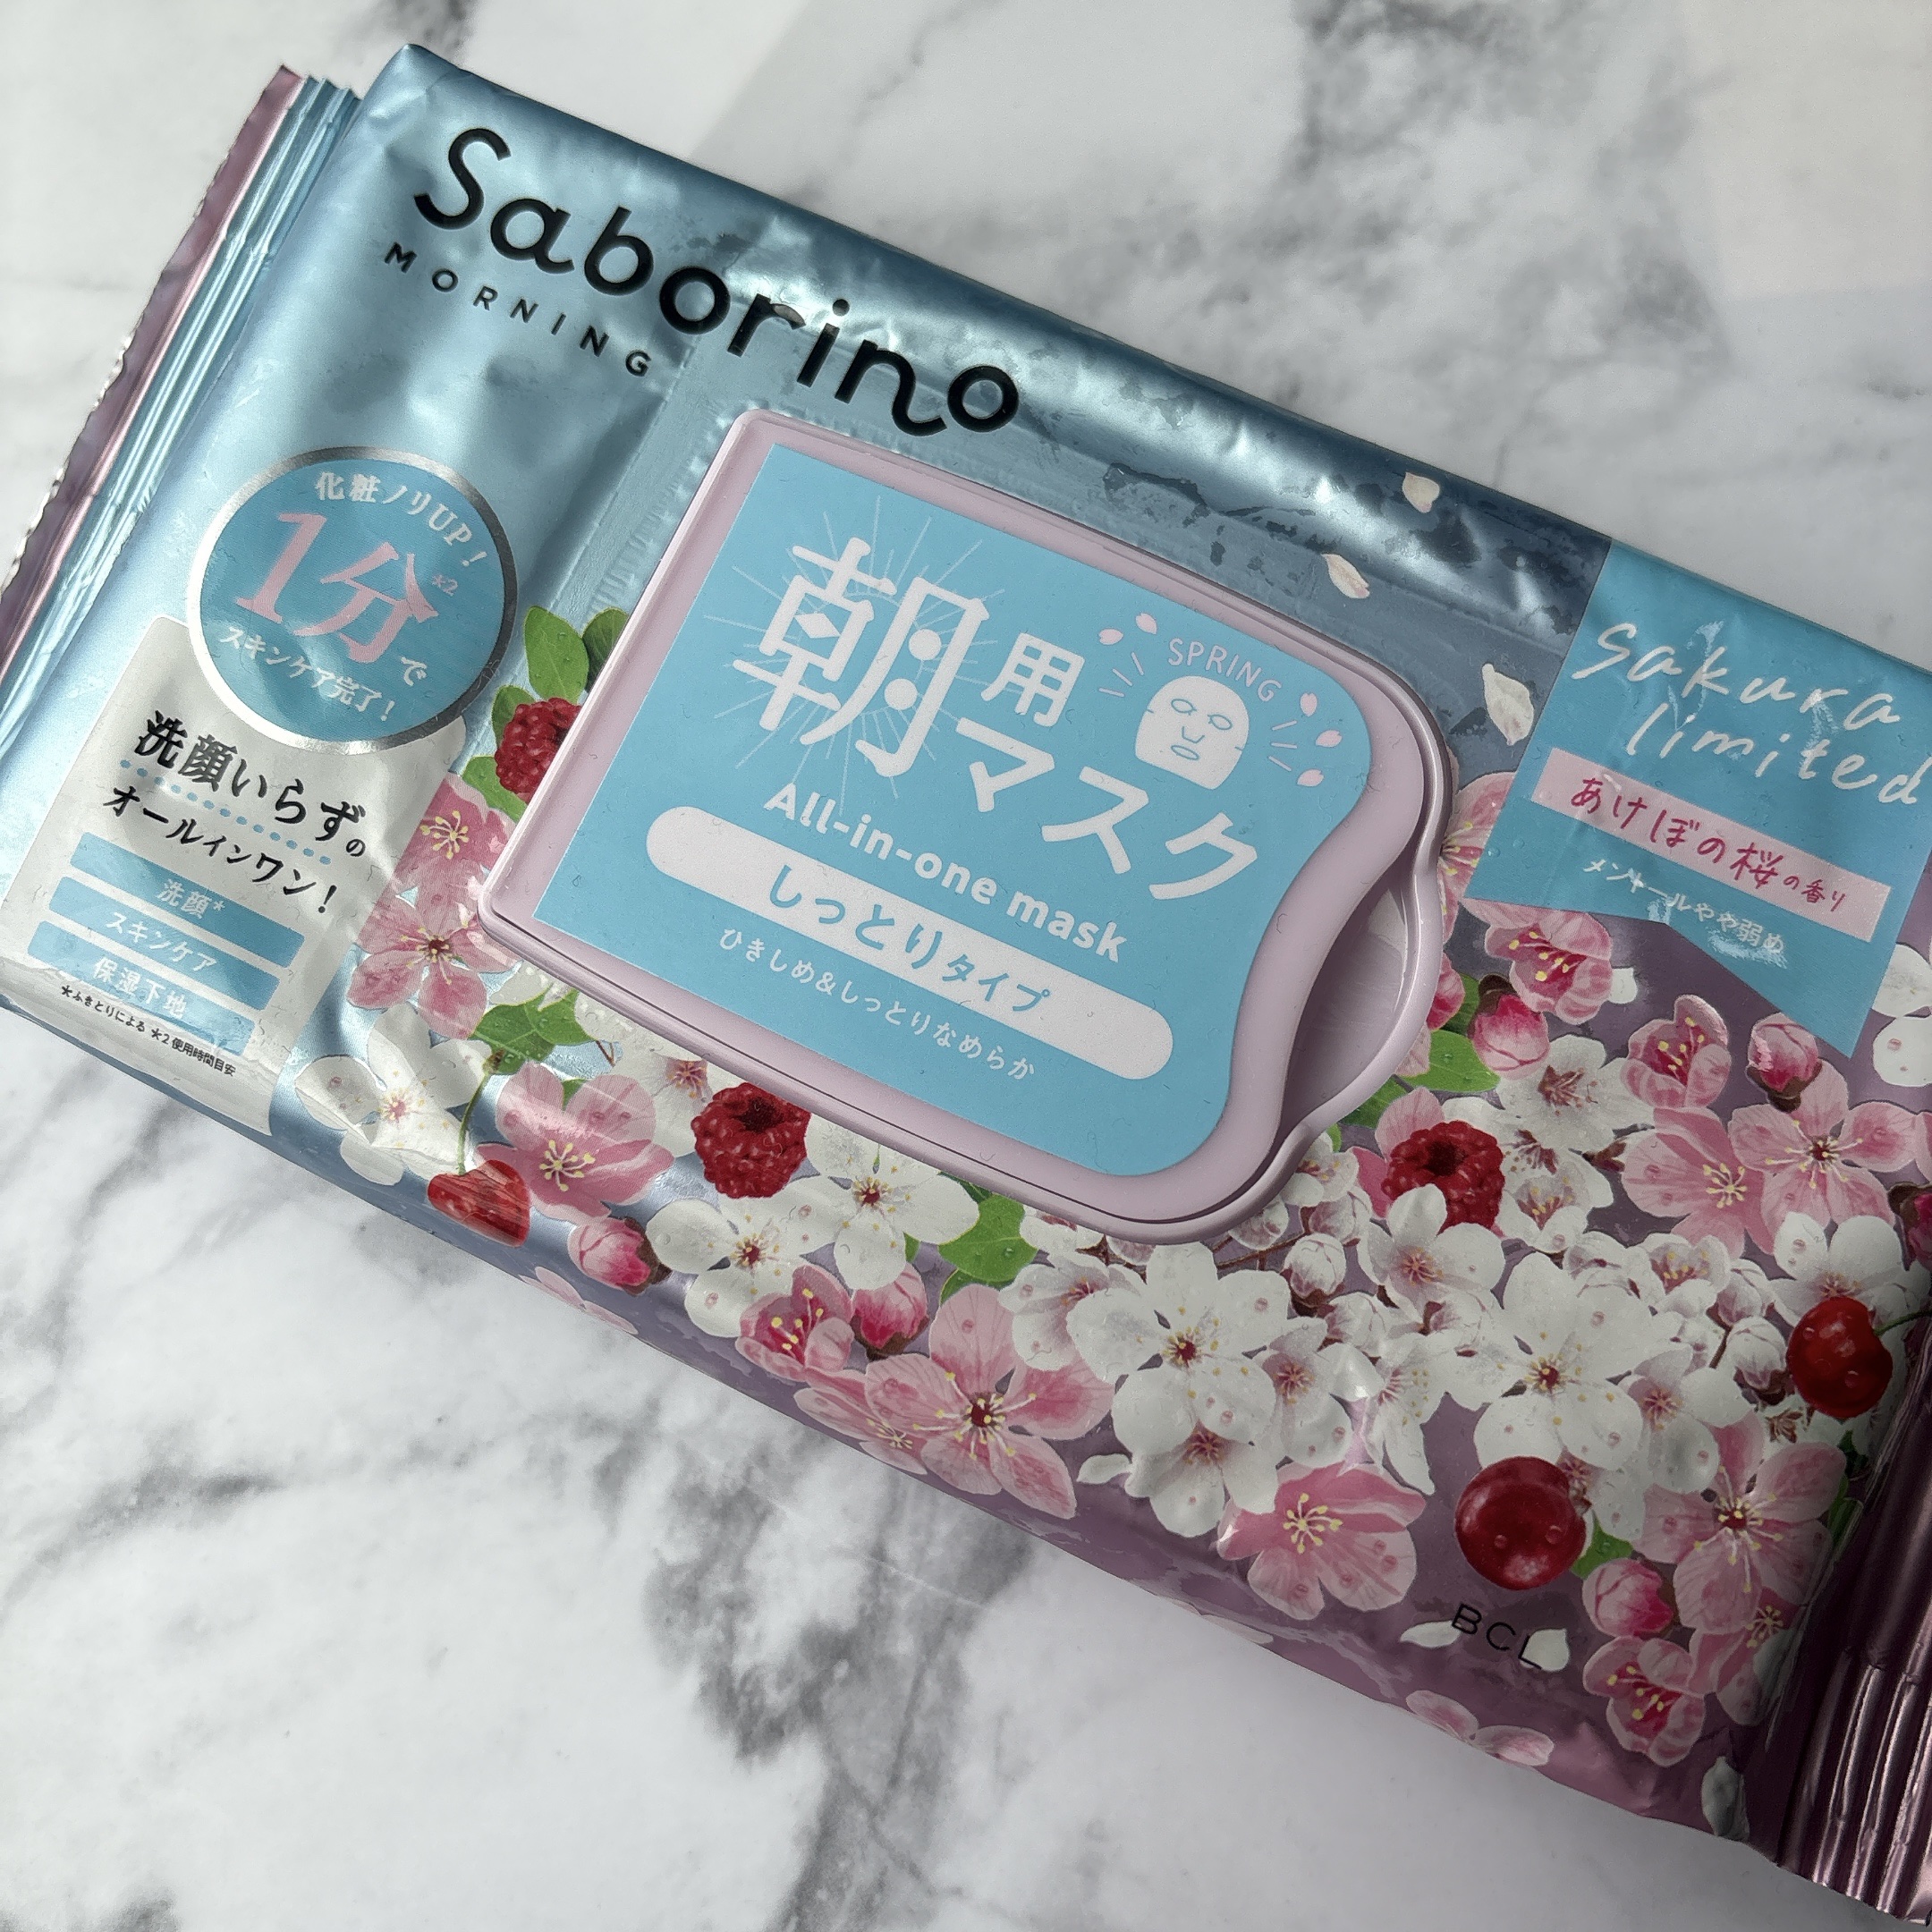 Saborino
MORNING
化粧ノリUP！
1分*2で
スキンケア完了！
洗顔いらずの
オールインワン！
洗顔*
スキンケア
保湿下地
*ふきとりによる *2 使用時間目安
朝用マスク
SPRING
All-in-one mask
しっとりタイプ
ひきしめ&しっとりなめらか
sakura
limited
あけぼの桜の香り
メントールやや弱め
BCL